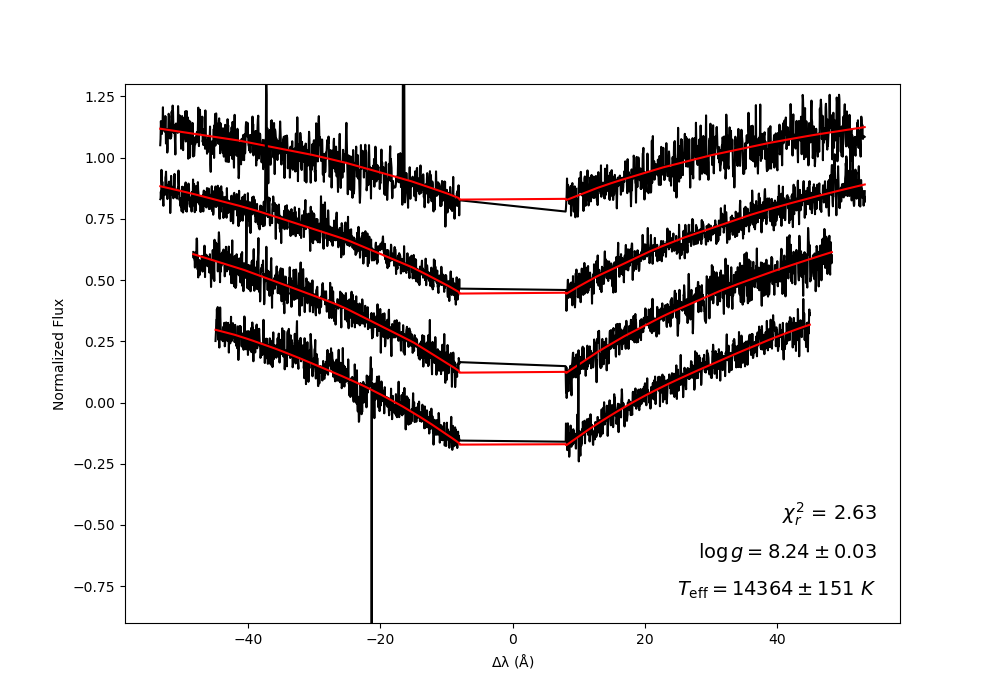 1.25
1.00
0.75
0.50
0.25
0.00
−0.25
−0.50
−0.75
Normalized Flux
χ²ᵣ = 2.63
log g = 8.24 ± 0.03
T_eff = 14364 ± 151 K
−40 −20 0 20 40
Δλ (Å)